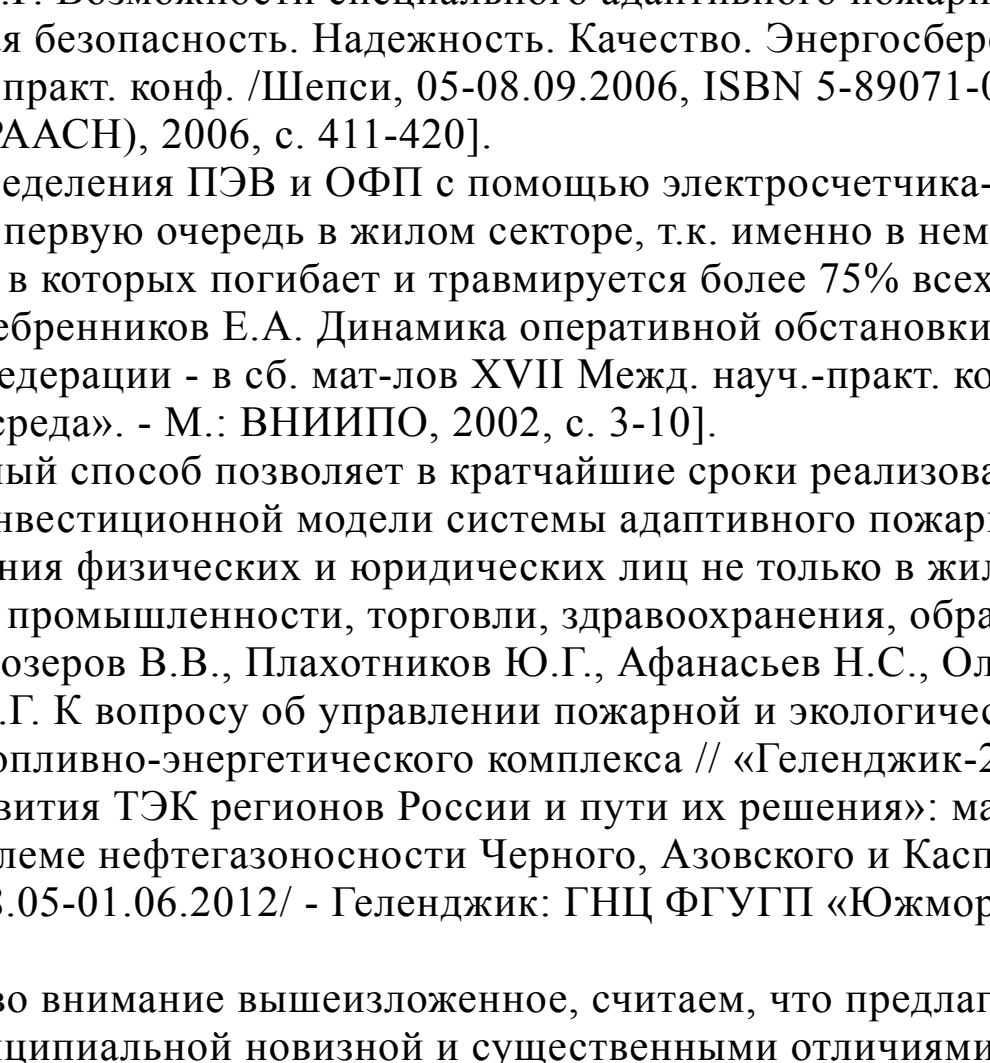 .Г. Возможности специального адаптивного пожарн
я безопасность. Надежность. Качество. Энергосбере
практ. конф. /Шепси, 05-08.09.2006, ISBN 5-89071-0
РААСН), 2006, с. 411-420].
еделения ПЭВ и ОФП с помощью электросчетчика-
первую очередь в жилом секторе, т.к. именно в нем
в которых погибает и травмируется более 75% всех
ебренников Е.А. Динамика оперативной обстановки
едерации - в сб. мат-лов XVII Межд. науч.-практ. ко
среда». - М.: ВНИИПО, 2002, с. 3-10].
ный способ позволяет в кратчайшие сроки реализова
нвестиционной модели системы адаптивного пожарн
ния физических и юридических лиц не только в жил
промышленности, торговли, здравоохранения, обра
озеров В.В., Плахотников Ю.Г., Афанасьев Н.С., Ол
.Г. К вопросу об управлении пожарной и экологичес
опливно-энергетического комплекса // «Геленджик-2
вития ТЭК регионов России и пути их решения»: ма
леме нефтегазоносности Черного, Азовского и Касп
8.05-01.06.2012/ - Геленджик: ГНЦ ФГУГП «Южмор
во внимание вышеизложенное, считаем, что предлаг
ципиальной новизной и существенными отличиями